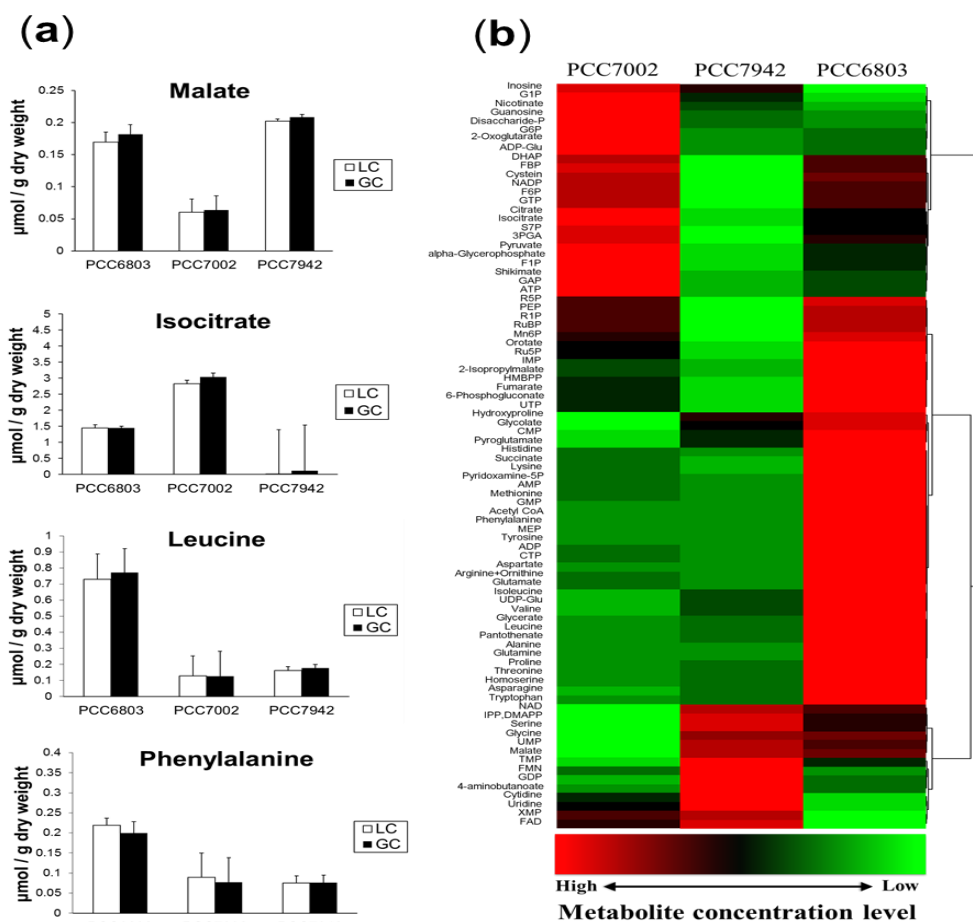 (a)
Malate
µmol / g dry weight
0.25
0.2
0.15
0.1
0.05
0
LC
GC
PCC6803 PCC7002 PCC7942
Isocitrate
µmol / g dry weight
5
4.5
4
3.5
3
2.5
2
1.5
1
0.5
0
LC
GC
PCC6803 PCC7002 PCC7942
Leucine
µmol / g dry weight
1
0.9
0.8
0.7
0.6
0.5
0.4
0.3
0.2
0.1
0
LC
GC
PCC6803 PCC7002 PCC7942
Phenylalanine
µmol / g dry weight
0.4
0.35
0.3
0.25
0.2
0.15
0.1
0.05
0
LC
GC
(b)
PCC7002 PCC7942 PCC6803
Inosine
G1P
Nicotinate
Guanosine
Disaccharide-P
G6P
2-Oxoglutarate
ADP-Glu
DHAP
FBP
Cystein
NADP
F6P
GTP
Citrate
Isocitrate
S7P
3PGA
Pyruvate
alpha-Glycerophosphate
F1P
Shikimate
GAP
ATP
R5P
PEP
R1P
RuBP
Mn6P
Orotate
Ru5P
IMP
2-Isopropylmalate
HMBPP
Fumarate
6-Phosphogluconate
UTP
Hydroxyproline
Glycolate
CMP
Pyroglutamate
Histidine
Succinate
Lysine
Pyridoxamine-5P
AMP
Methionine
GMP
Acetyl CoA
Phenylalanine
MEP
Tyrosine
ADP
CTP
Aspartate
Arginine+Ornithine
Glutamate
Isoleucine
UDP-Glu
Valine
Glycerate
Leucine
Pantothenate
Alanine
Glutamine
Proline
Threonine
Homoserine
Asparagine
Tryptophan
NAD
IPP,DMAPP
Serine
Glycine
UMP
Malate
TMP
FMN
GDP
4-aminobutanoate
Cytidine
Uridine
XMP
FAD
High Low
Metabolite concentration level